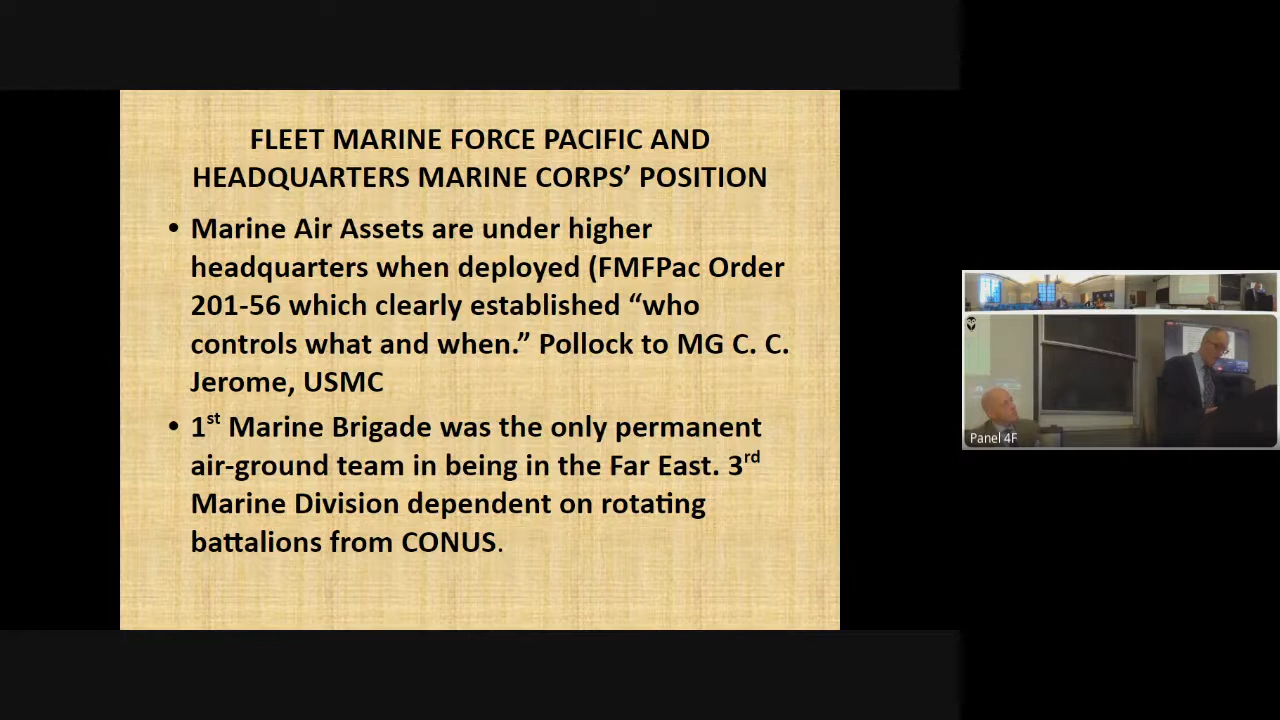 FLEET MARINE FORCE PACIFIC AND
HEADQUARTERS MARINE CORPS’ POSITION
• Marine Air Assets are under higher
headquarters when deployed (FMFPac Order
201-56 which clearly established “who
controls what and when.” Pollock to MG C. C.
Jerome, USMC
• 1st Marine Brigade was the only permanent
air-ground team in being in the Far East. 3rd
Marine Division dependent on rotating
battalions from CONUS.
Panel 4F